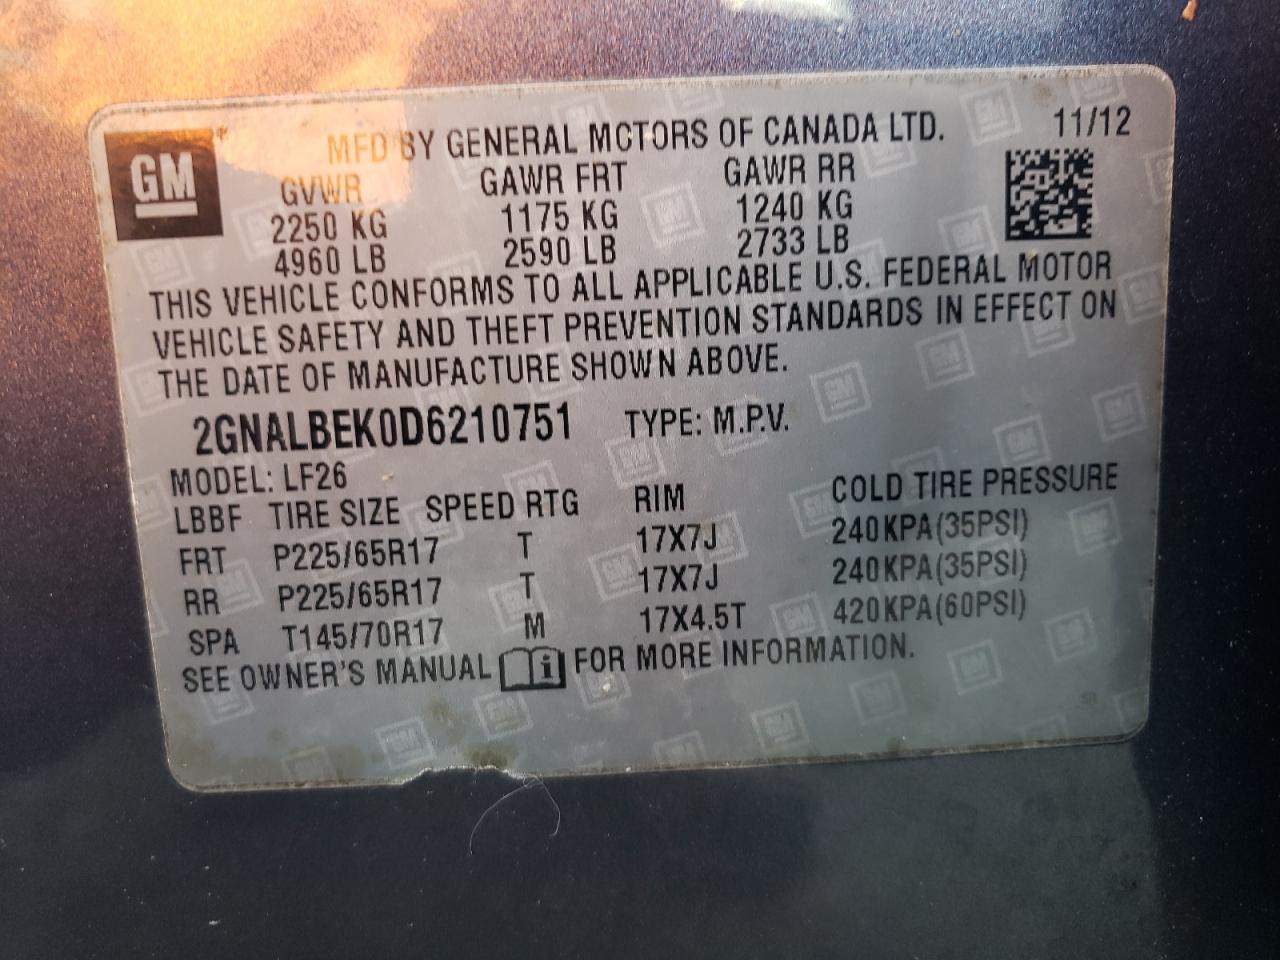 GM
MFD BY GENERAL MOTORS OF CANADA LTD. 11/12
GVWR GAWR FRT GAWR RR
2250 KG 1175 KG 1240 KG
4960 LB 2590 LB 2733 LB
THIS VEHICLE CONFORMS TO ALL APPLICABLE U.S. FEDERAL MOTOR
VEHICLE SAFETY AND THEFT PREVENTION STANDARDS IN EFFECT ON
THE DATE OF MANUFACTURE SHOWN ABOVE.
2GNALBEK0D6210751 TYPE: M.P.V.
MODEL: LF26
LBBF TIRE SIZE SPEED RTG RIM COLD TIRE PRESSURE
FRT P225/65R17 T 17X7J 240KPA(35PSI)
RR P225/65R17 T 17X7J 240KPA(35PSI)
SPA T145/70R17 M 17X4.5T 420KPA(60PSI)
SEE OWNER'S MANUAL FOR MORE INFORMATION.